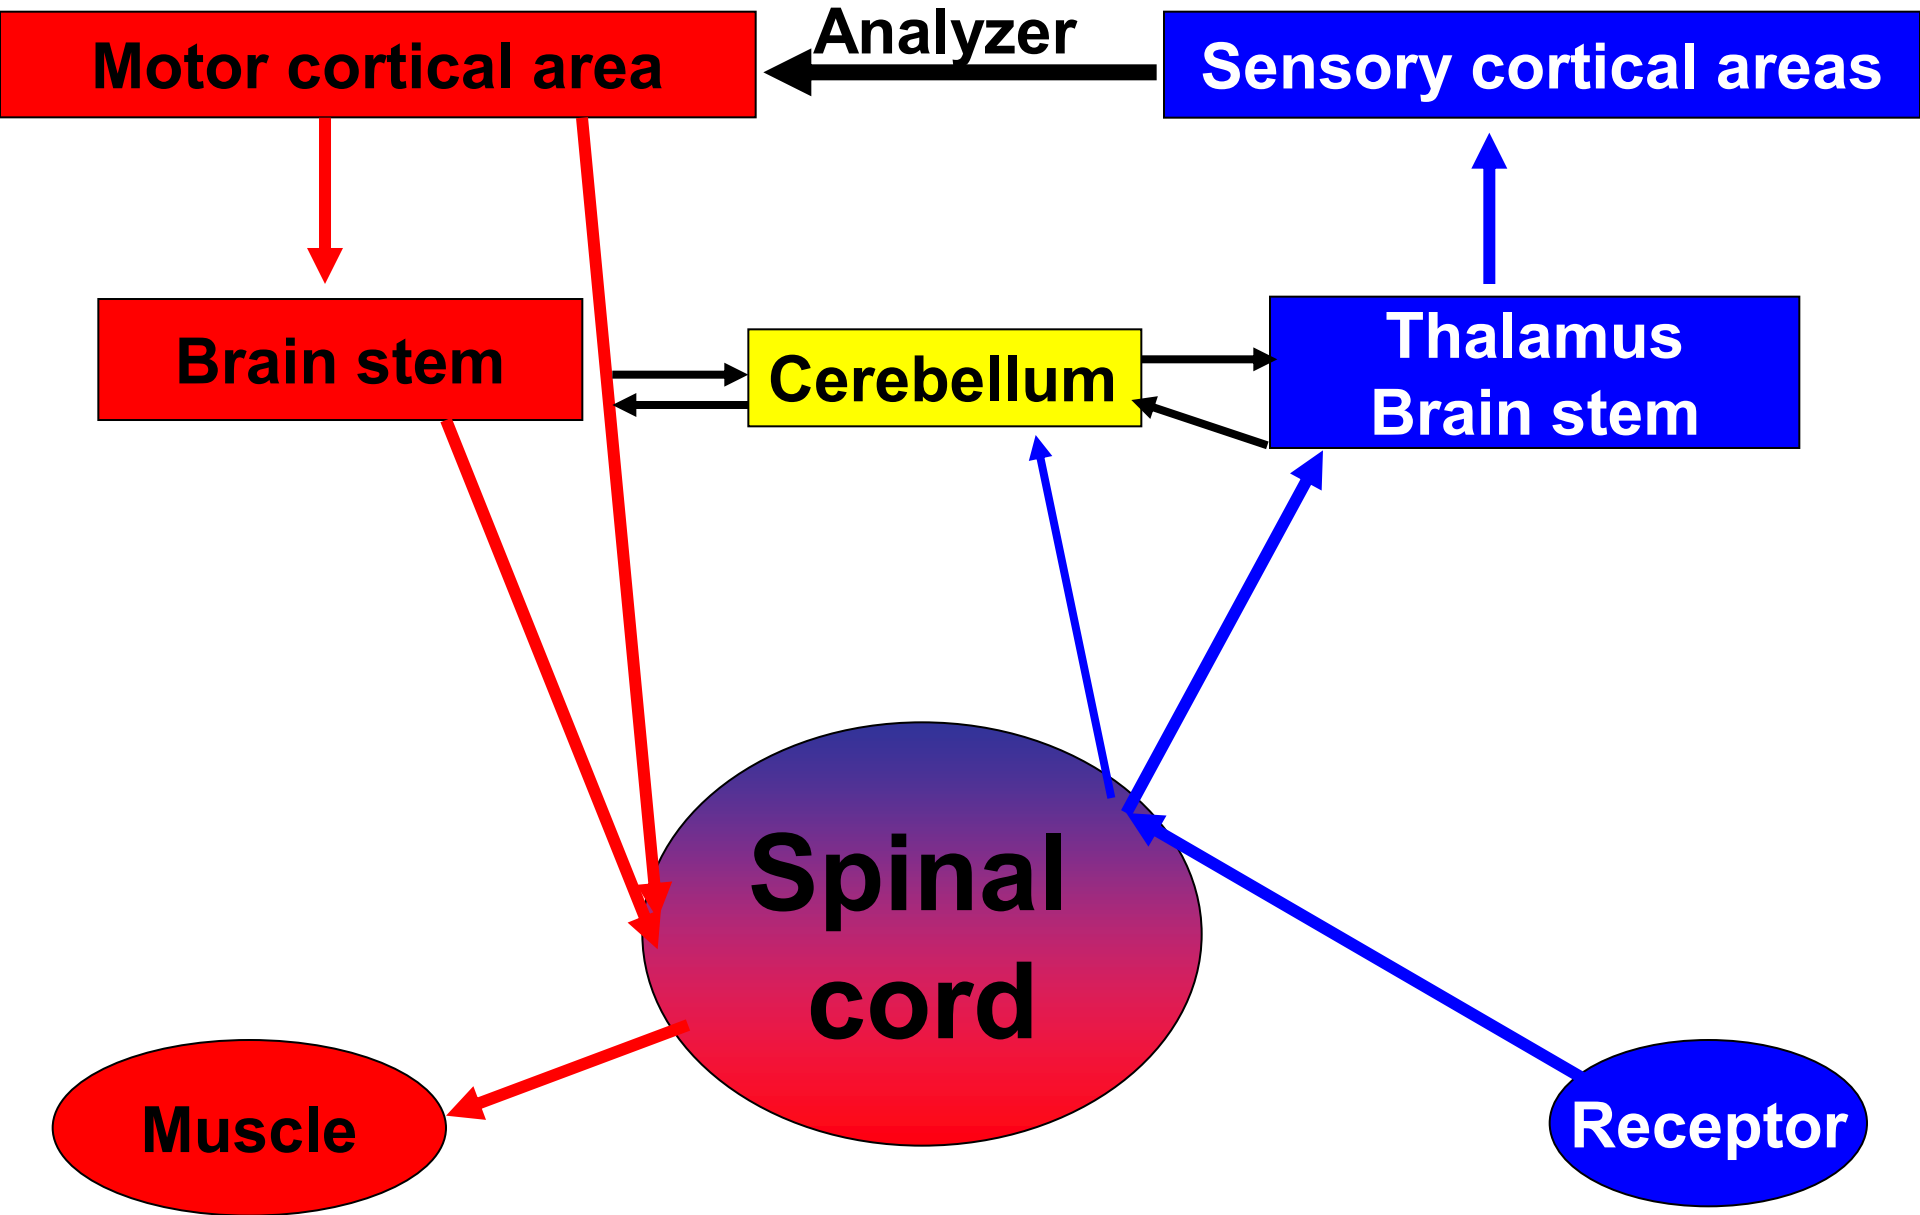 Analyzer
Motor cortical area
Sensory cortical areas
Brain stem
Cerebellum
Thalamus
Brain stem
Spinal
cord
Muscle
Receptor